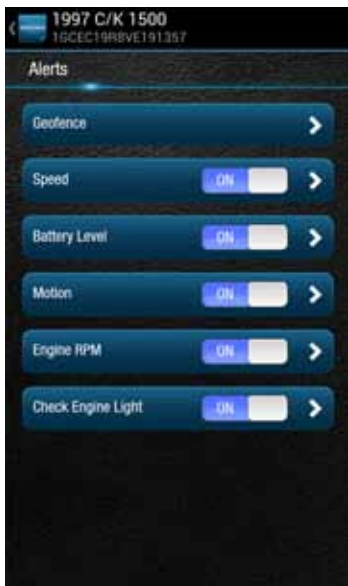 1997 C/K 1500
1GCEC19R8VE191357
Alerts
Geofence
Speed ON
Battery Level ON
Motion ON
Engine RPM ON
Check Engine Light ON